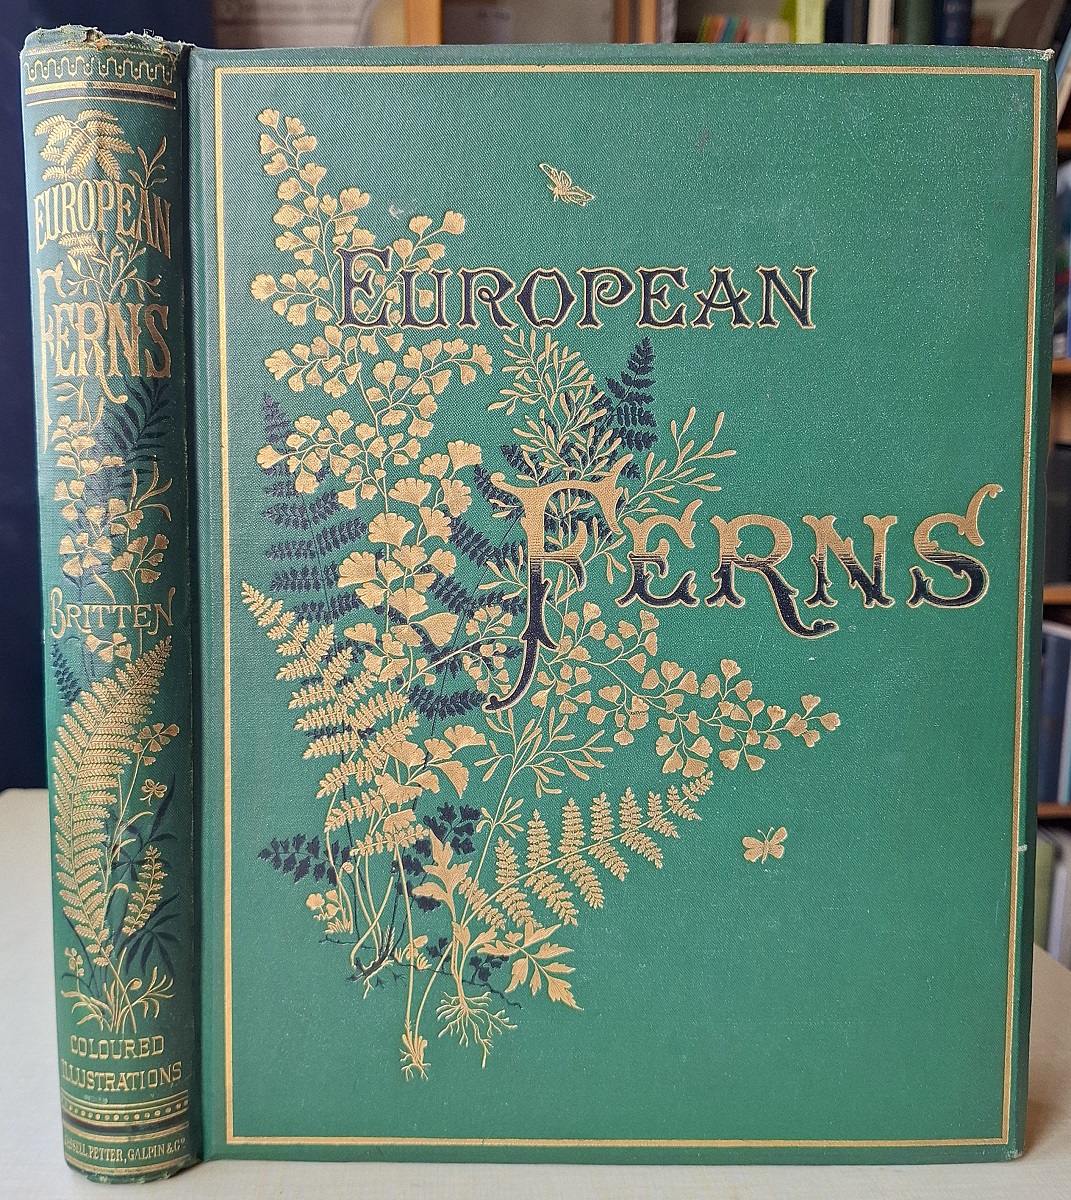 EUROPEAN
FERNS
BRITTEN
COLOURED
ILLUSTRATIONS
CASSELL, PETTER, GALPIN & Co
EUROPEAN
FERNS